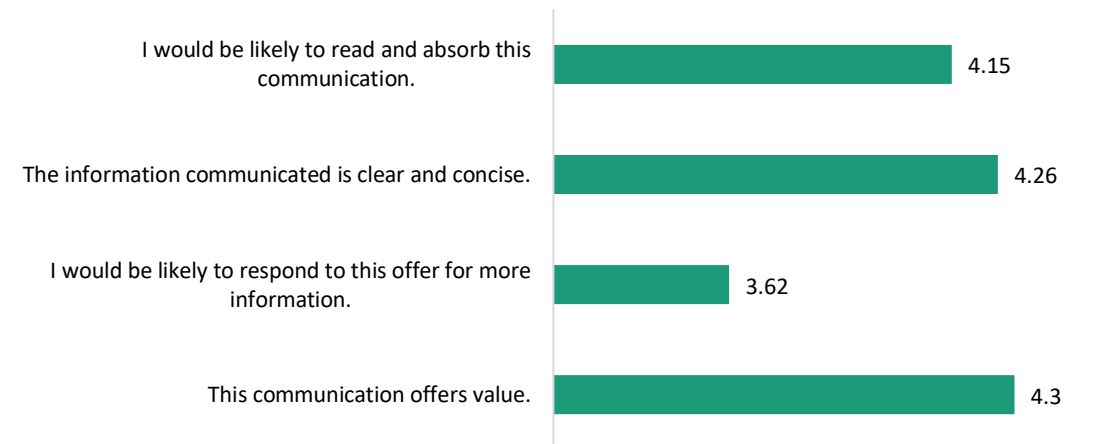 I would be likely to read and absorb this
communication.
4.15
The information communicated is clear and concise.
4.26
I would be likely to respond to this offer for more
information.
3.62
This communication offers value.
4.3